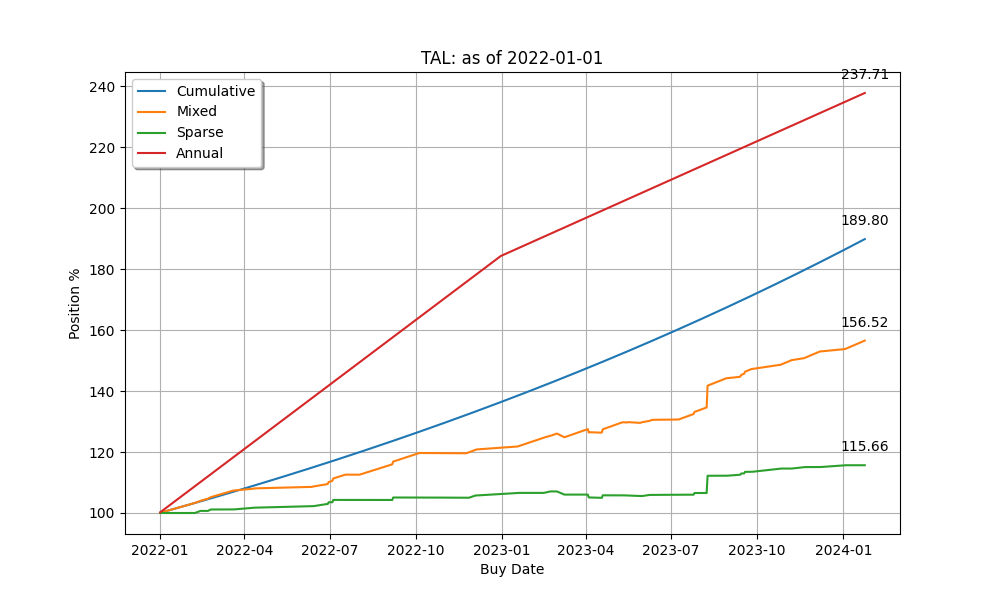 TAL: as of 2022-01-01
Cumulative
Mixed
Sparse
Annual
237.71
189.80
156.52
115.66
Position %
240
220
200
180
160
140
120
100
2022-01 2022-04 2022-07 2022-10 2023-01 2023-04 2023-07 2023-10 2024-01
Buy Date